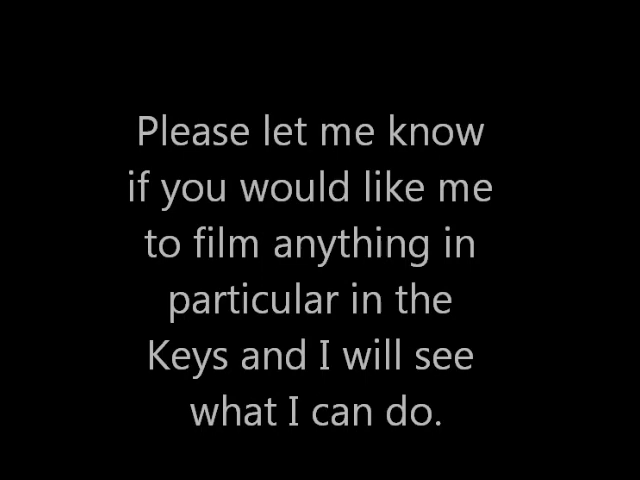 Please let me know
if you would like me
to film anything in
particular in the
Keys and I will see
what I can do.